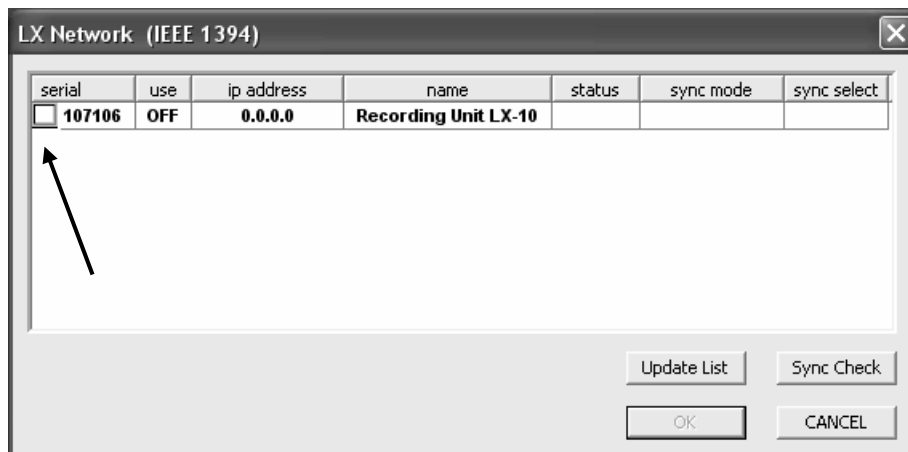 LX Network (IEEE 1394)
serial use ip address name status sync mode sync select
107106 OFF 0.0.0.0 Recording Unit LX-10
Update List Sync Check
OK CANCEL